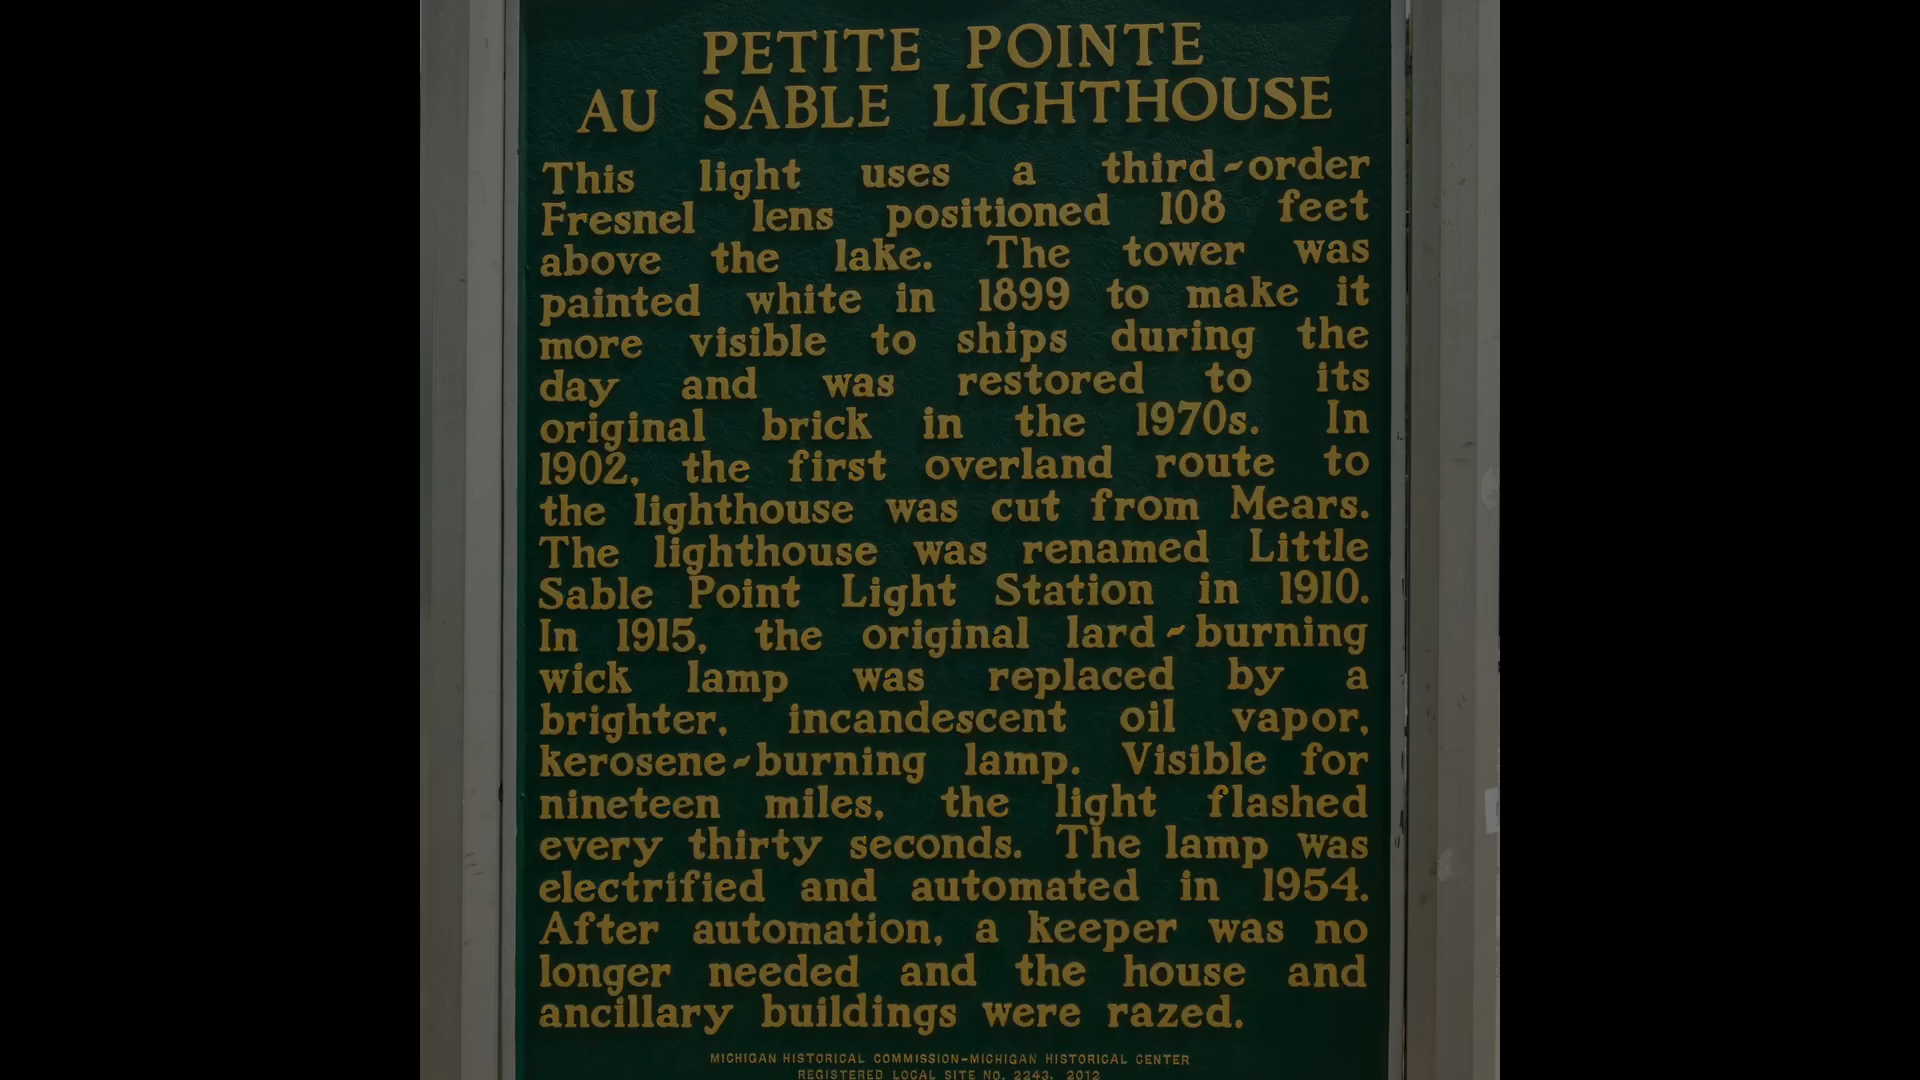 PETITE POINTE
AU SABLE LIGHTHOUSE
This light uses a third~order
Fresnel lens positioned 108 feet
above the lake. The tower was
painted white in 1899 to make it
more visible to ships during the
day and was restored to its
original brick in the 1970s. In
1902, the first overland route to
the lighthouse was cut from Mears.
The lighthouse was renamed Little
Sable Point Light Station in 1910.
In 1915, the original lard~burning
wick lamp was replaced by a
brighter, incandescent oil vapor,
kerosene~burning lamp. Visible for
nineteen miles, the light flashed
every thirty seconds. The lamp was
electrified and automated in 1954.
After automation, a keeper was no
longer needed and the house and
ancillary buildings were razed.
MICHIGAN HISTORICAL COMMISSION–MICHIGAN HISTORICAL CENTER
REGISTERED LOCAL SITE NO. 2243, 2012